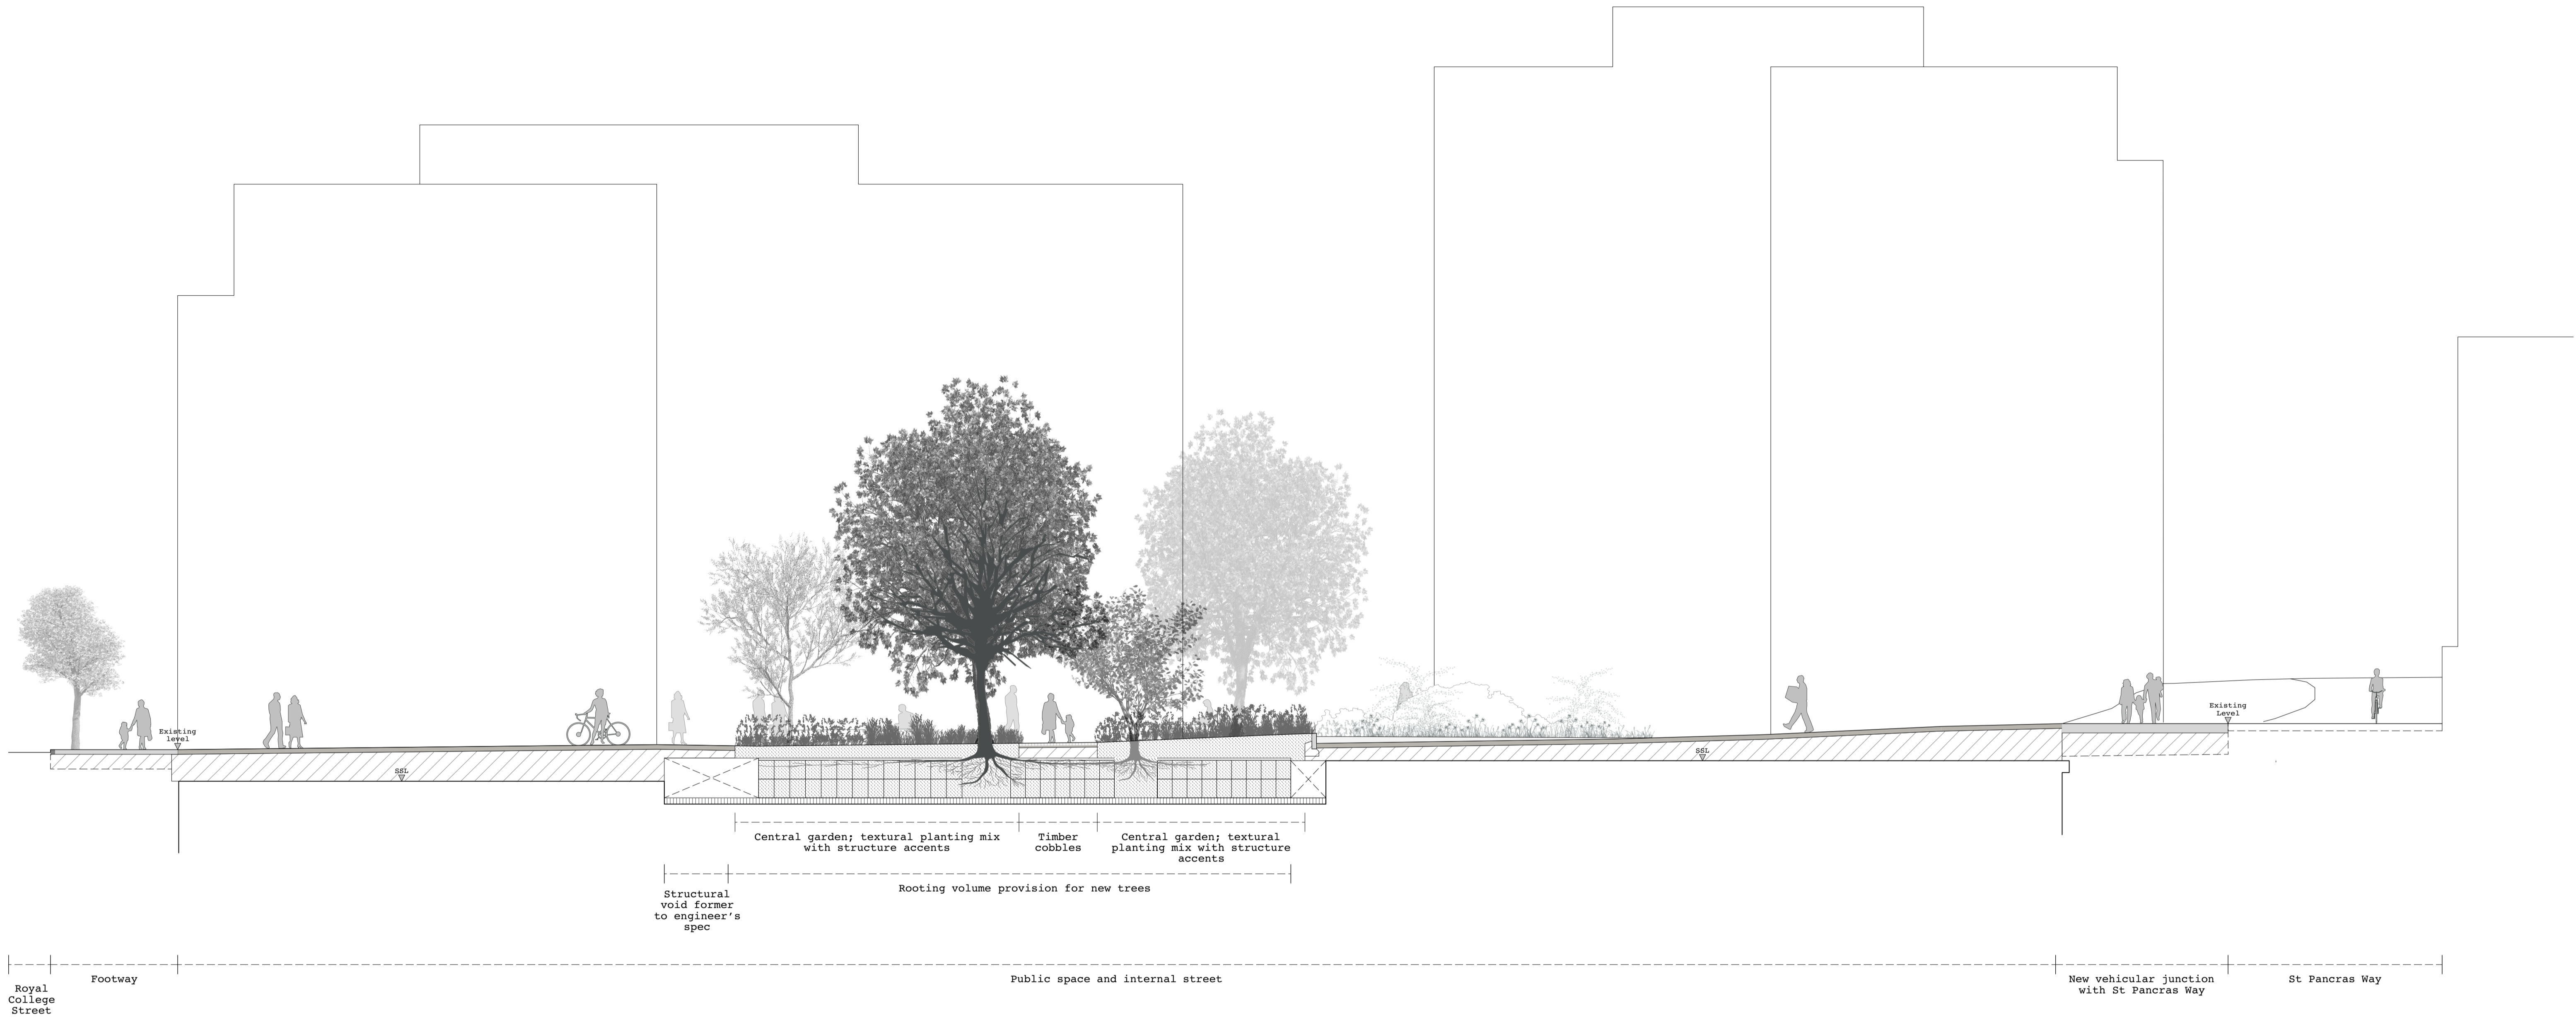 Existing
level
Existing
Level
SSL
SSL
Central garden; textural planting mix
with structure accents
Timber
cobbles
Central garden; textural
planting mix with structure
accents
Structural
void former
to engineer’s
spec
Rooting volume provision for new trees
Royal
College
Street
Footway
Public space and internal street
New vehicular junction
with St Pancras Way
St Pancras Way